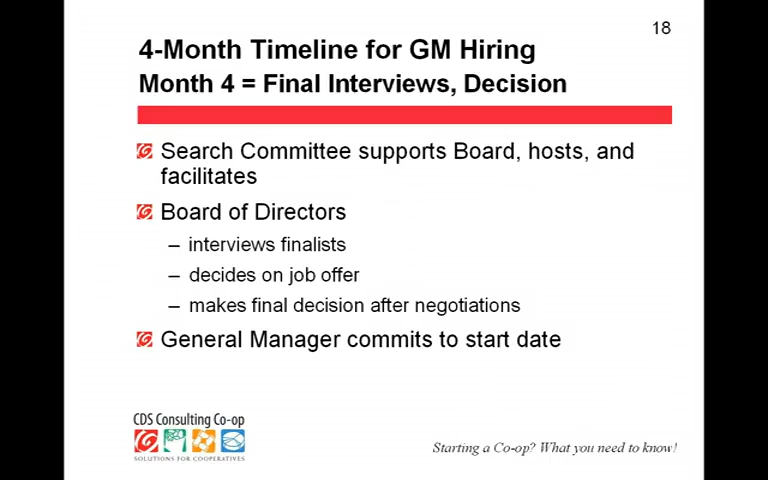 18
4-Month Timeline for GM Hiring
Month 4 = Final Interviews, Decision
Search Committee supports Board, hosts, and
facilitates
Board of Directors
– interviews finalists
– decides on job offer
– makes final decision after negotiations
General Manager commits to start date
CDS Consulting Co-op
SOLUTIONS FOR COOPERATIVES
Starting a Co-op? What you need to know!